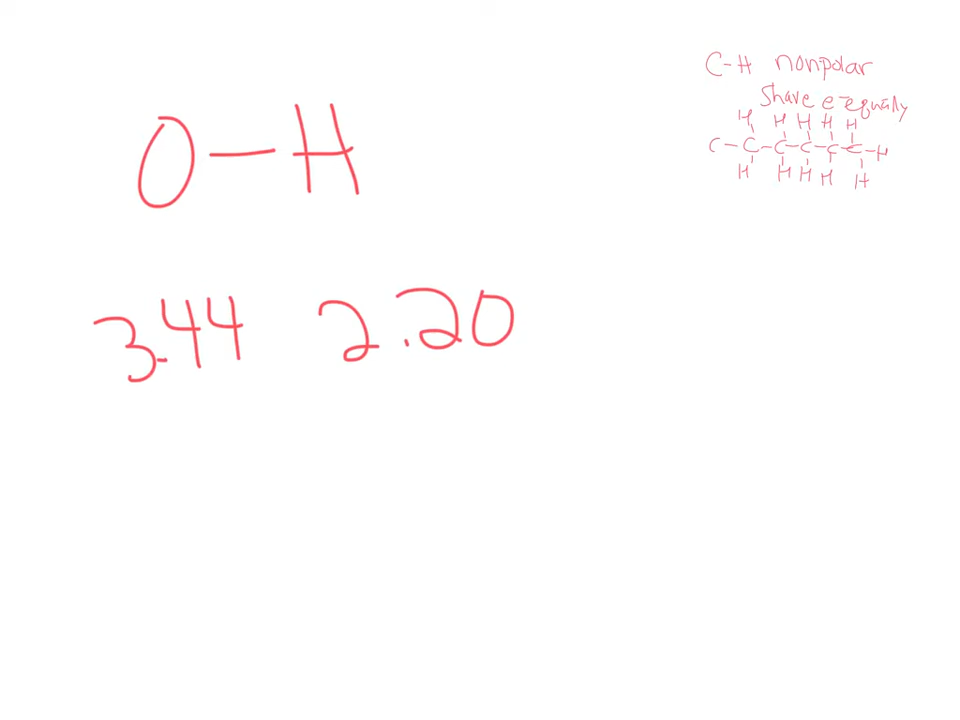 O-H
3.44 2.20
C-H nonpolar
Share e- equally
H H H H H
C-C-C-C-C-C-H
H H H H H